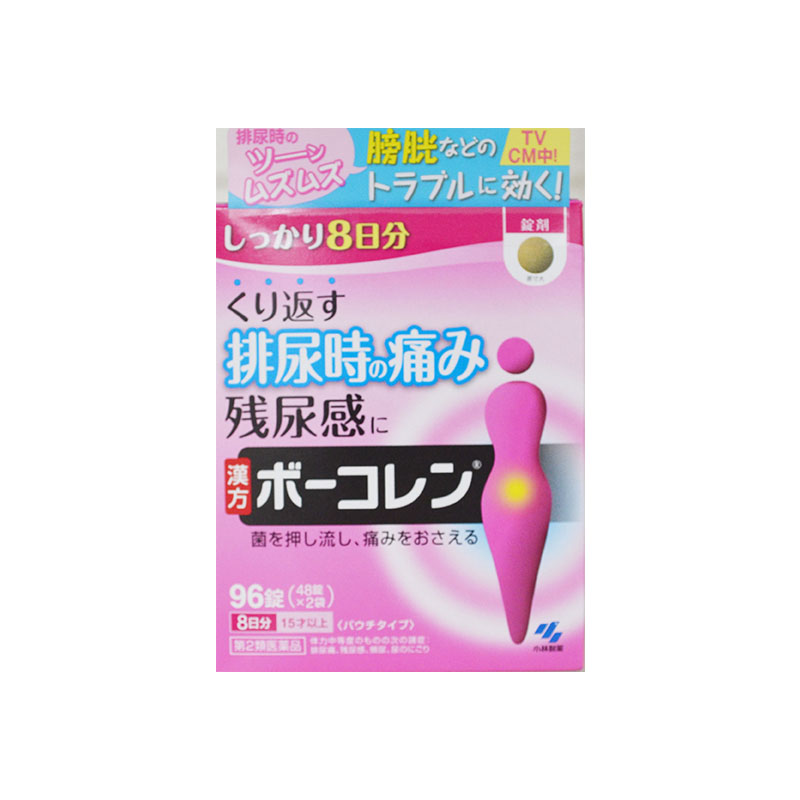 排尿時の
ツーン
ムズムズ
膀胱などの
トラブルに効く!
TV
CM中!
しっかり8日分
錠剤
くり返す
排尿時の痛み
残尿感に
漢方
ボーコレン®
菌を押し流し、痛みをおさえる
96錠(48錠×2袋)
8日分 15才以上 〈パウチタイプ〉
第2類医薬品
体力中等度のものの次の諸症:
排尿痛、残尿感、頻尿、尿のにごり
小林製薬